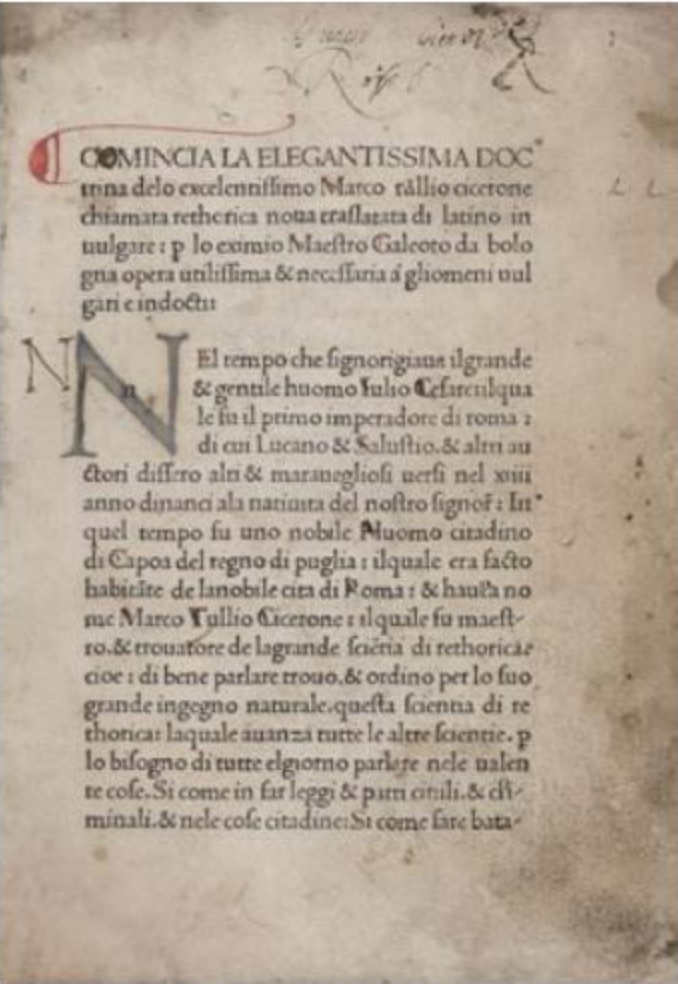 COMINCIA LA ELEGANTISSIMA DOC
trina delo excelentissimo Marco tãllio cicerone
chiamata rethorica noua traslatata di latino in
uulgare : p lo eximio Maestro Galeoto da bolo
gna opera utilissima & necessaria á gliomeni uul
gari e indocti:
N
N
n
El tempo che signorigiaua ilgrande
& gentile huomo Iulio Cesare:ilqua
le fu il primo imperadore di roma :
di cui Lucano & Salustio.& altri au
ctori dissero alti & marauegliosi uersi nel xiiii
anno dinanci ala natiuita del nostro signor̃ : In
quel tempo fu uno nobile Huomo citadino
di Capoa del regno di puglia : ilquale era facto
habitãte de lanobile cita di Roma : & no
me Marco Tullio Cicerone : ilquale fu maest-
ro.& trouatore de lagrande sciẽtia di rethorica:
cioe : di bene parlare trouo.& ordino per lo suo
grande ingegno naturale.questa scientia di re
thorica: laquale auanza tutte le altre scientie. p
lo bisogno di tutte elgiorno parlare nele ualen
te cose.Si come in far leggi & piati ciuili.&
minali.& nele cose citadine:Si come fare bata-